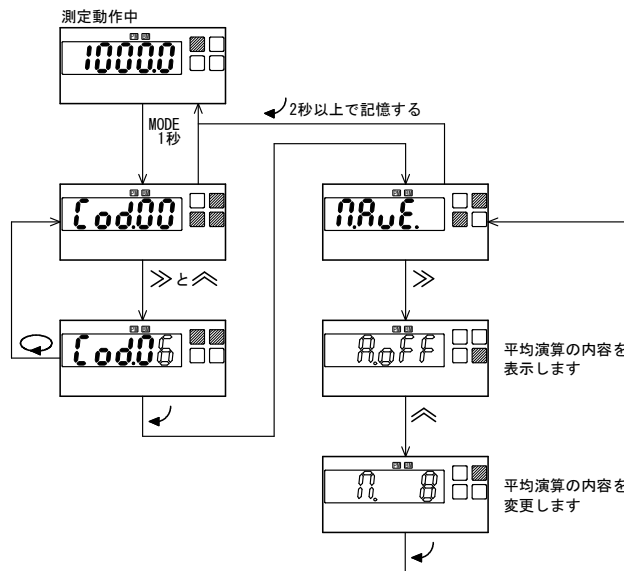 測定動作中
1000.0
2秒以上で記憶する
MODE
1秒
Cod.00
n.AvE.
と
Cod.06
A.oFF
平均演算の内容を
表示します
n. 8
平均演算の内容を
変更します